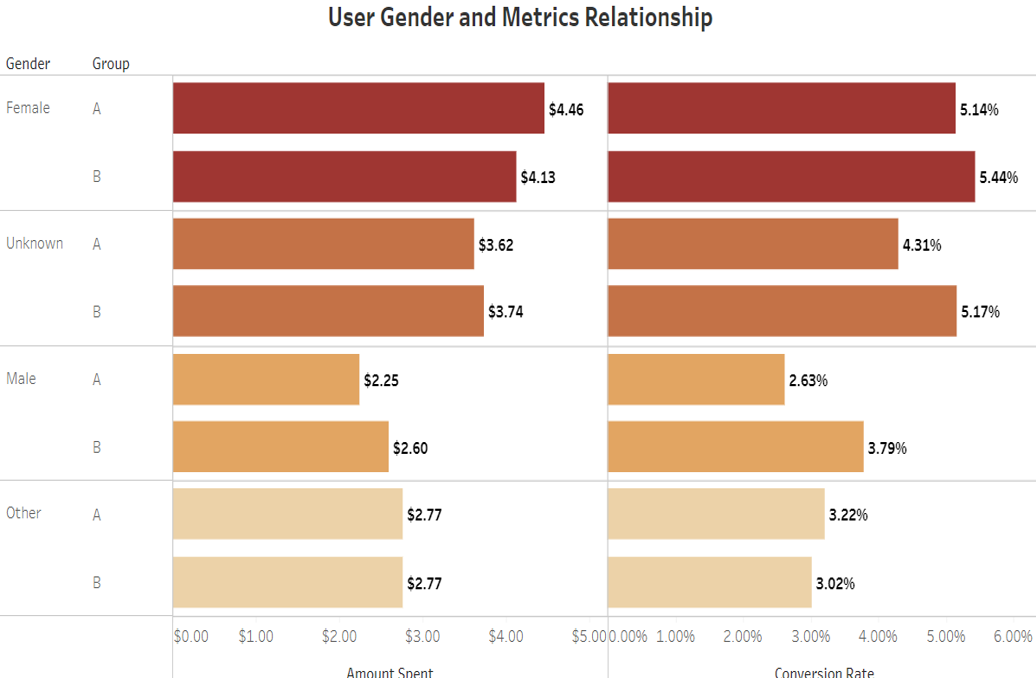 User Gender and Metrics Relationship
Gender Group
Female A $4.46 5.14%
B $4.13 5.44%
Unknown A $3.62 4.31%
B $3.74 5.17%
Male A $2.25 2.63%
B $2.60 3.79%
Other A $2.77 3.22%
B $2.77 3.02%
$0.00 $1.00 $2.00 $3.00 $4.00 $5.00 0.00% 1.00% 2.00% 3.00% 4.00% 5.00% 6.00%
Amount Spent Conversion Rate